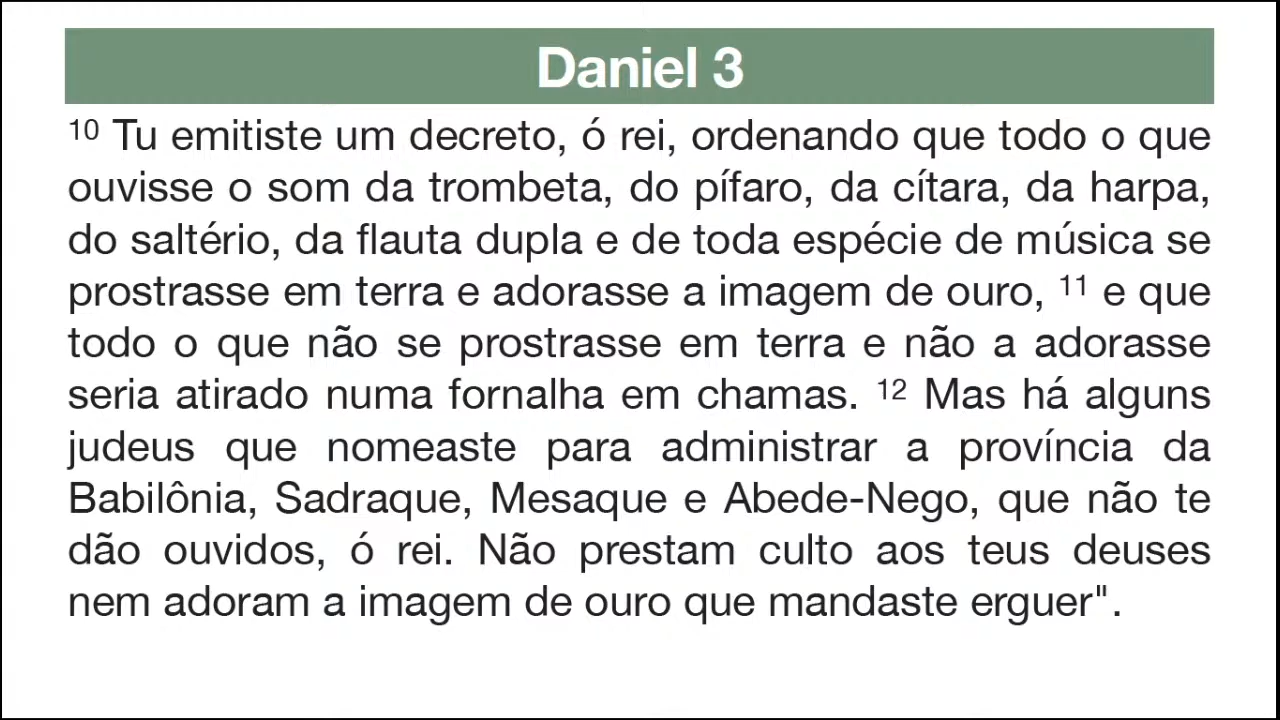 Daniel 3
10 Tu emitiste um decreto, ó rei, ordenando que todo o que
ouvisse o som da trombeta, do pífaro, da cítara, da harpa,
do saltério, da flauta dupla e de toda espécie de música se
prostrasse em terra e adorasse a imagem de ouro, 11 e que
todo o que não se prostrasse em terra e não a adorasse
seria atirado numa fornalha em chamas. 12 Mas há alguns
judeus que nomeaste para administrar a província da
Babilônia, Sadraque, Mesaque e Abede-Nego, que não te
dão ouvidos, ó rei. Não prestam culto aos teus deuses
nem adoram a imagem de ouro que mandaste erguer".